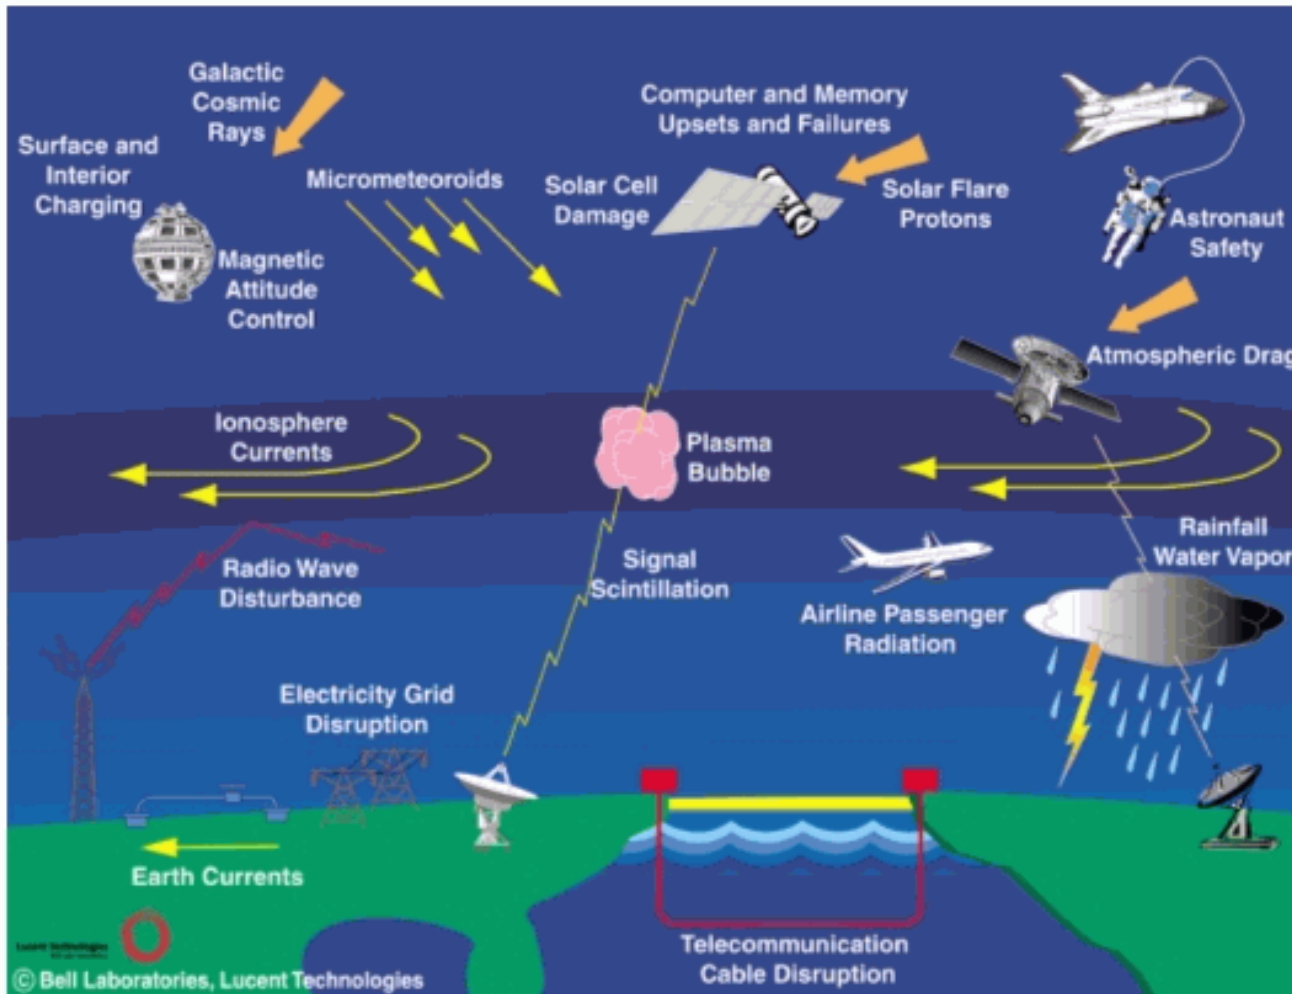 Galactic
Cosmic
Rays
Surface and
Interior
Charging
Magnetic
Attitude
Control
Micrometeoroids
Computer and Memory
Upsets and Failures
Solar Cell
Damage
Solar Flare
Protons
Astronaut
Safety
Atmospheric Drag
Ionosphere
Currents
Plasma
Bubble
Radio Wave
Disturbance
Signal
Scintillation
Airline Passenger
Radiation
Rainfall
Water Vapor
Electricity Grid
Disruption
Earth Currents
Telecommunication
Cable Disruption
Lucent Technologies
© Bell Laboratories, Lucent Technologies